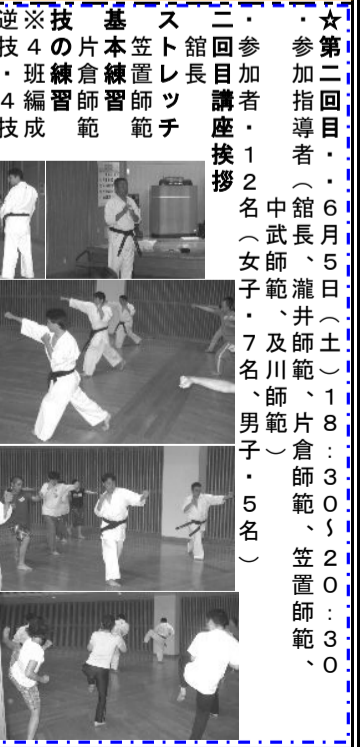 ☆第二回目・・６月５日（土）１８：３０～２０：３０
・参加指導者（舘長、瀧井師範、片倉師範、笠置師範、
中武師範、及川師範）
・参加者・１２名（女子・７名、男子・５名）
二回目講座挨拶
舘長
ストレッチ
笠置師範
基本練習
片倉師範
技の練習
※４班編成
逆技・４技